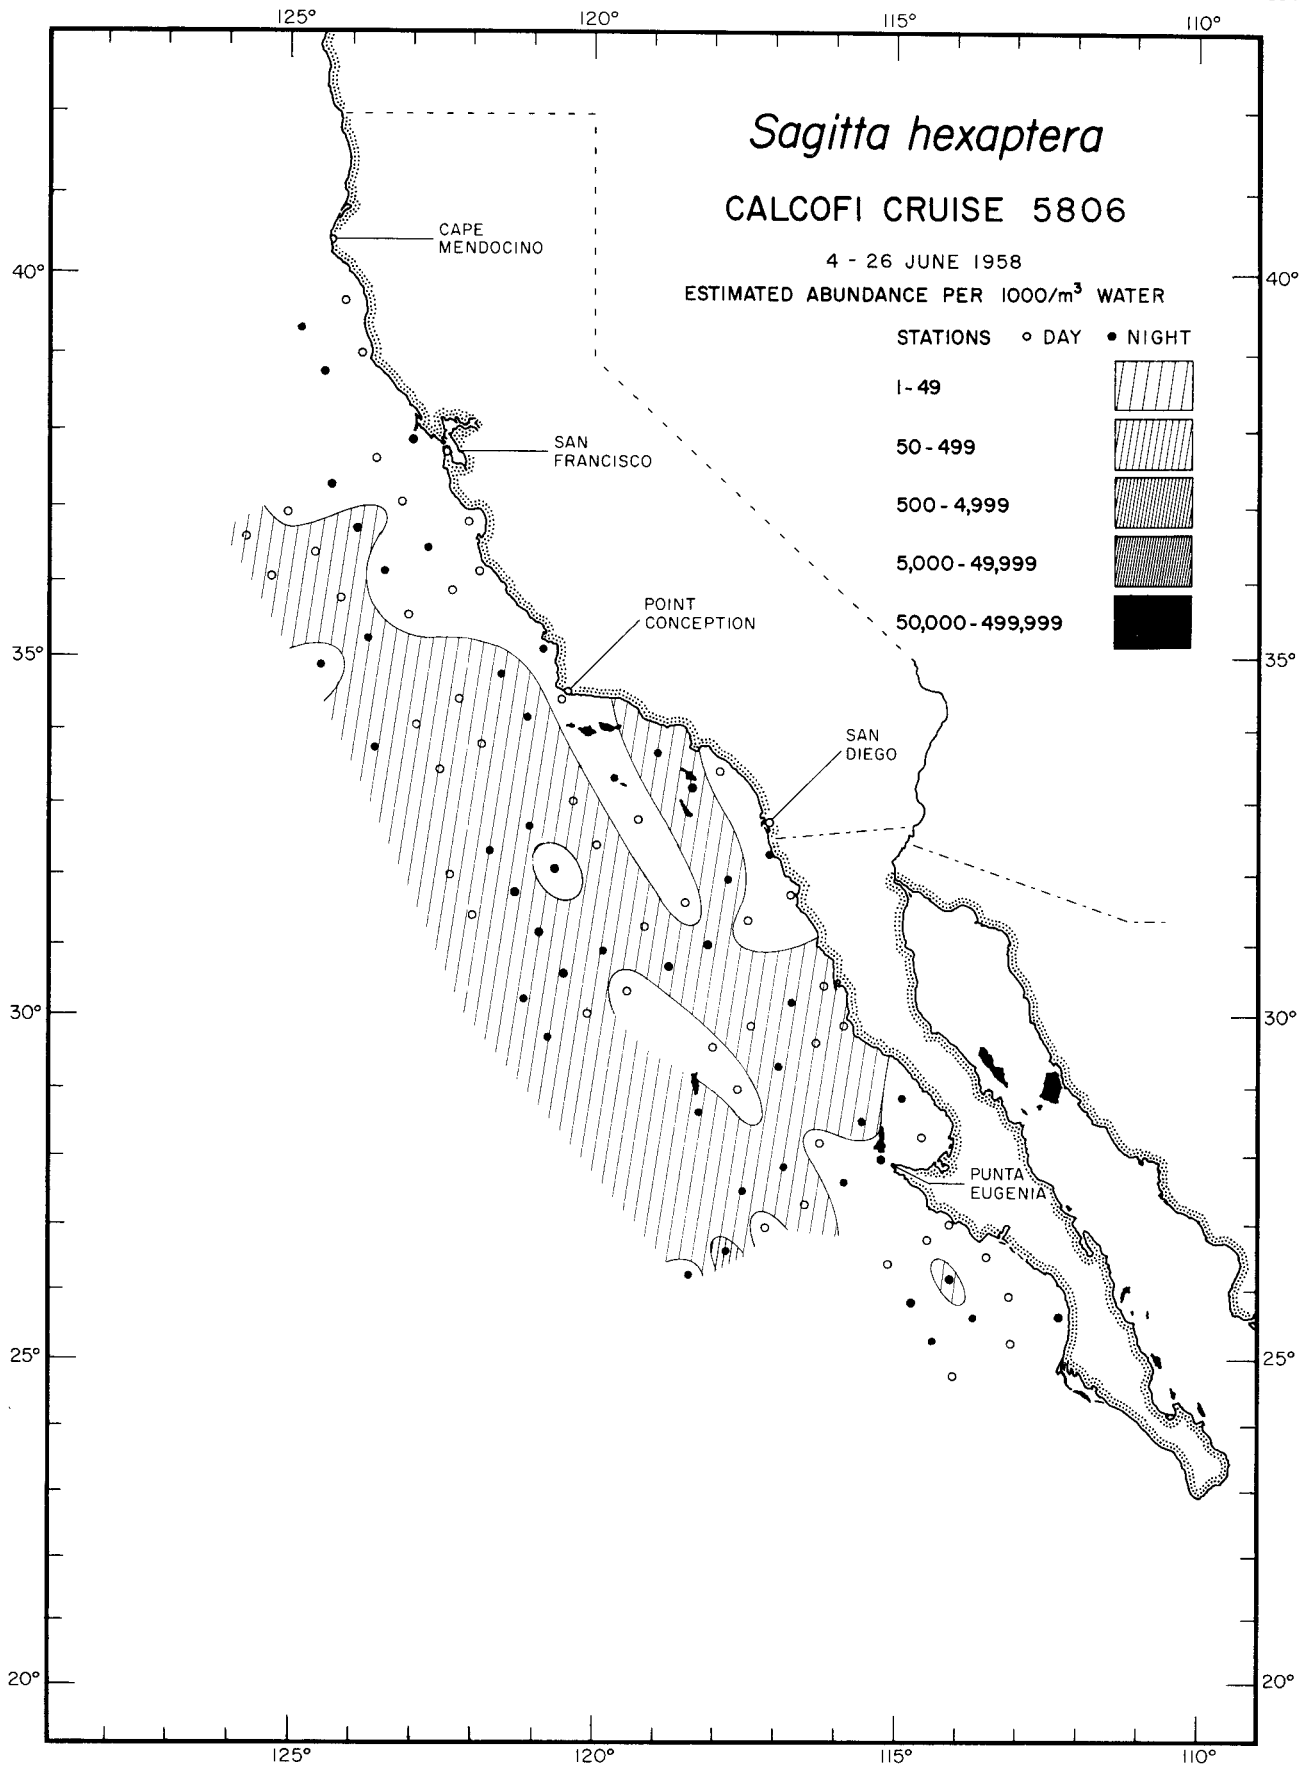 125° 120° 115° 110°
Sagitta hexaptera
CALCOFI CRUISE 5806
4 - 26 JUNE 1958
ESTIMATED ABUNDANCE PER 1000/m³ WATER
STATIONS ○ DAY ● NIGHT
1 - 49
50 - 499
500 - 4,999
5,000 - 49,999
50,000 - 499,999
CAPE
MENDOCINO
40° 40°
SAN
FRANCISCO
POINT
CONCEPTION
35° 35°
SAN
DIEGO
30° 30°
PUNTA
EUGENIA
25° 25°
20° 20°
125° 120° 115° 110°